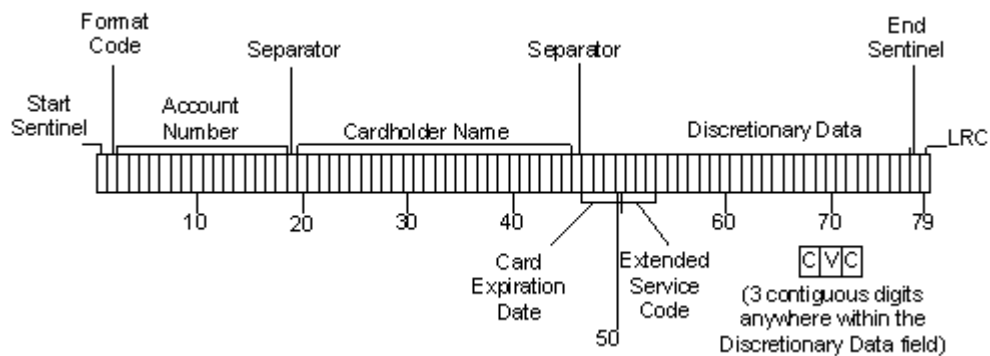 Format
Code
Separator
Separator
End
Sentinel
Start
Sentinel
Account
Number
Cardholder Name
Discretionary Data
LRC
10
20
30
40
60
70
79
Card
Expiration
Date
Extended
Service
Code
50
C V C
(3 contiguous digits
anywhere within the
Discretionary Data field)